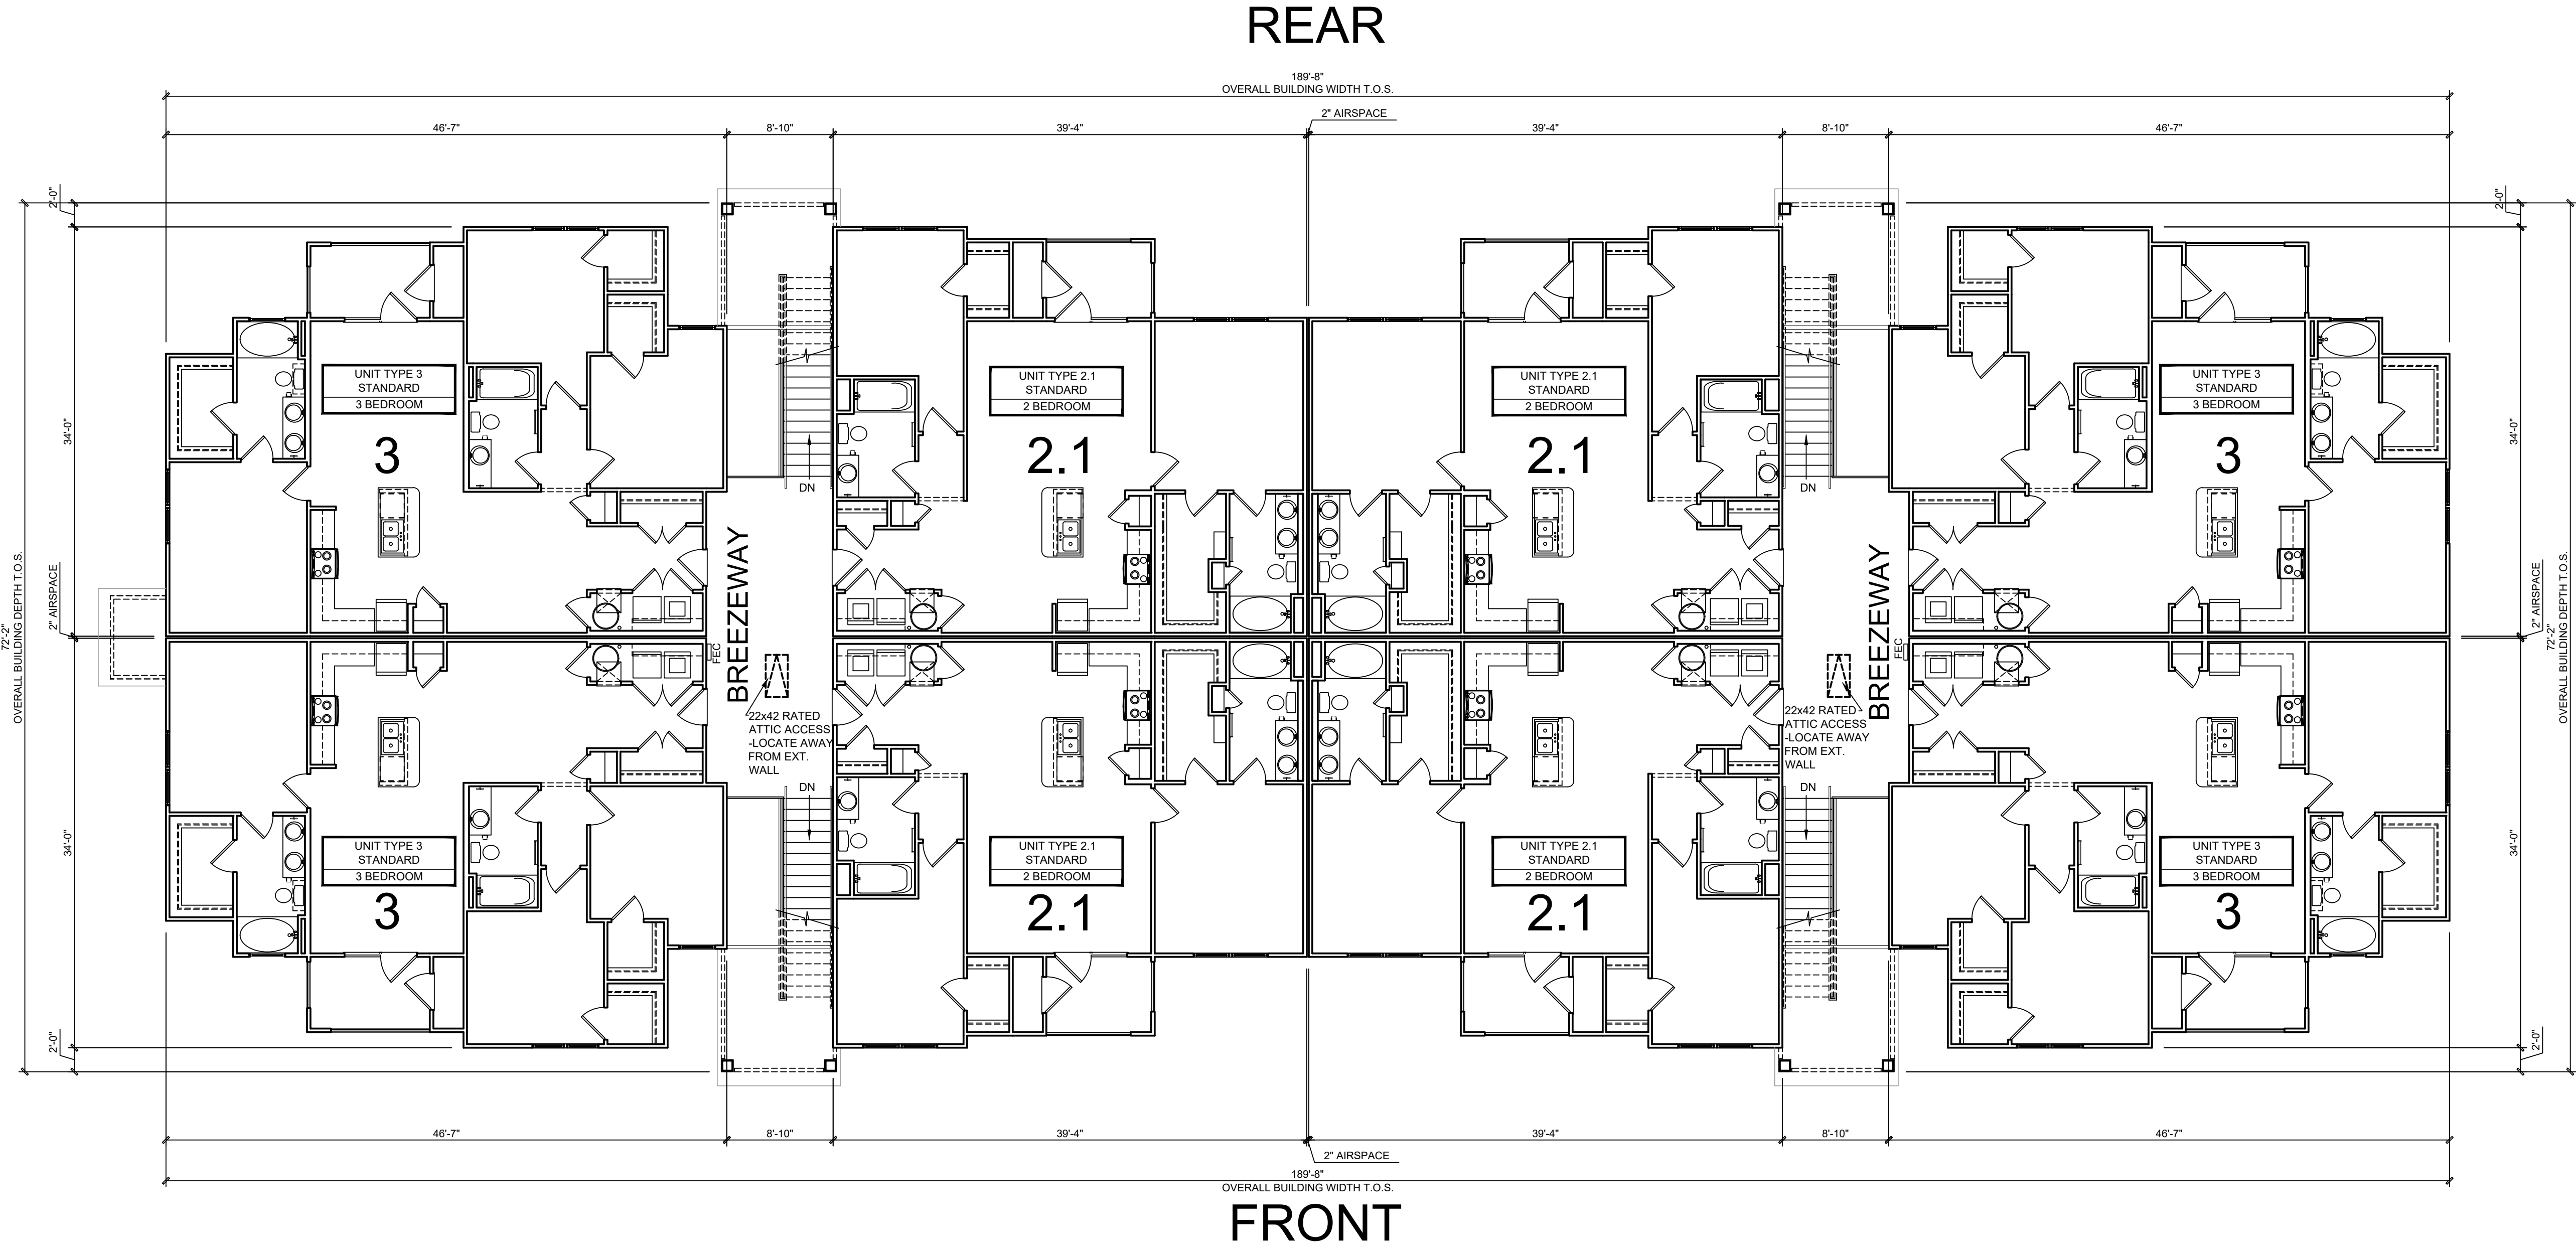 REAR
189'-8"
OVERALL BUILDING WIDTH T.O.S.
2" AIRSPACE
46'-7"
8'-10"
39'-4"
39'-4"
8'-10"
46'-7"
2'-0"
2'-0"
34'-0"
34'-0"
UNIT TYPE 3
STANDARD
3 BEDROOM
3
UNIT TYPE 2.1
STANDARD
2 BEDROOM
2.1
UNIT TYPE 2.1
STANDARD
2 BEDROOM
2.1
UNIT TYPE 3
STANDARD
3 BEDROOM
3
DN
DN
72'-2"
OVERALL BUILDING DEPTH T.O.S.
2" AIRSPACE
BREEZEWAY
FEC
22x42 RATED
ATTIC ACCESS
-LOCATE AWAY
FROM EXT.
WALL
BREEZEWAY
FEC
22x42 RATED
ATTIC ACCESS
-LOCATE AWAY
FROM EXT.
WALL
2" AIRSPACE
72'-2"
OVERALL BUILDING DEPTH T.O.S.
DN
DN
34'-0"
34'-0"
UNIT TYPE 3
STANDARD
3 BEDROOM
3
UNIT TYPE 2.1
STANDARD
2 BEDROOM
2.1
UNIT TYPE 2.1
STANDARD
2 BEDROOM
2.1
UNIT TYPE 3
STANDARD
3 BEDROOM
3
2'-0"
2'-0"
46'-7"
8'-10"
39'-4"
39'-4"
8'-10"
46'-7"
2" AIRSPACE
189'-8"
OVERALL BUILDING WIDTH T.O.S.
FRONT